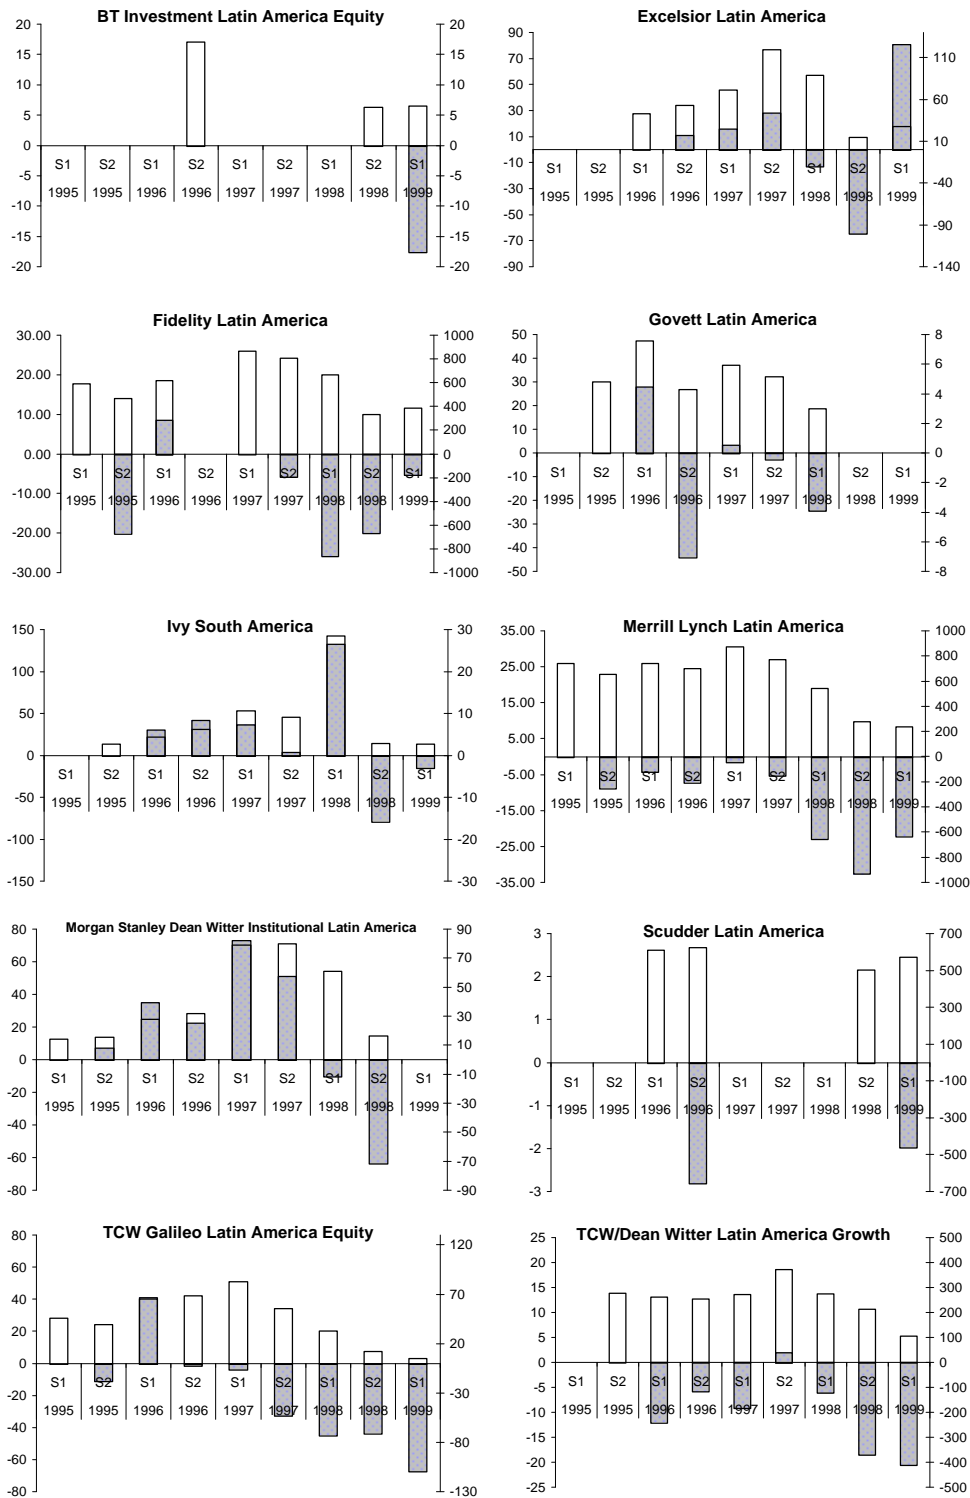 BT Investment Latin America Equity
20 15 10 5 0 -5 -10 -15 -20
S1 S2 S1 S2 S1 S2 S1 S2 S1
1995 1995 1996 1996 1997 1997 1998 1998 1999
20 15 10 5 0 -5 -10 -15 -20
Excelsior Latin America
90 70 50 30 10 -10 -30 -50 -70 -90
S1 S2 S1 S2 S1 S2 S1 S2 S1
1995 1995 1996 1996 1997 1997 1998 1998 1999
110 60 10 -40 -90 -140
Fidelity Latin America
30.00 20.00 10.00 0.00 -10.00 -20.00 -30.00
S1 S2 S1 S2 S1 S2 S1 S2 S1
1995 1995 1996 1996 1997 1997 1998 1998 1999
1000 800 600 400 200 0 -200 -400 -600 -800 -1000
Govett Latin America
50 40 30 20 10 0 -10 -20 -30 -40 -50
S1 S2 S1 S2 S1 S2 S1 S2 S1
1995 1995 1996 1996 1997 1997 1998 1998 1999
8 6 4 2 0 -2 -4 -6 -8
Ivy South America
150 100 50 0 -50 -100 -150
S1 S2 S1 S2 S1 S2 S1 S2 S1
1995 1995 1996 1996 1997 1997 1998 1998 1999
30 20 10 0 -10 -20 -30
Merrill Lynch Latin America
35.00 25.00 15.00 5.00 -5.00 -15.00 -25.00 -35.00
S1 S2 S1 S2 S1 S2 S1 S2 S1
1995 1995 1996 1996 1997 1997 1998 1998 1999
1000 800 600 400 200 0 -200 -400 -600 -800 -1000
Morgan Stanley Dean Witter Institutional Latin America
80 60 40 20 0 -20 -40 -60 -80
S1 S2 S1 S2 S1 S2 S1 S2 S1
1995 1995 1996 1996 1997 1997 1998 1998 1999
90 70 50 30 10 -10 -30 -50 -70 -90
Scudder Latin America
3 2 1 0 -1 -2 -3
S1 S2 S1 S2 S1 S2 S1 S2 S1
1995 1995 1996 1996 1997 1997 1998 1998 1999
700 500 300 100 -100 -300 -500 -700
TCW Galileo Latin America Equity
80 60 40 20 0 -20 -40 -60 -80
S1 S2 S1 S2 S1 S2 S1 S2 S1
1995 1995 1996 1996 1997 1997 1998 1998 1999
120 70 20 -30 -80 -130
TCW/Dean Witter Latin America Growth
25 20 15 10 5 0 -5 -10 -15 -20 -25
S1 S2 S1 S2 S1 S2 S1 S2 S1
1995 1995 1996 1996 1997 1997 1998 1998 1999
500 400 300 200 100 0 -100 -200 -300 -400 -500